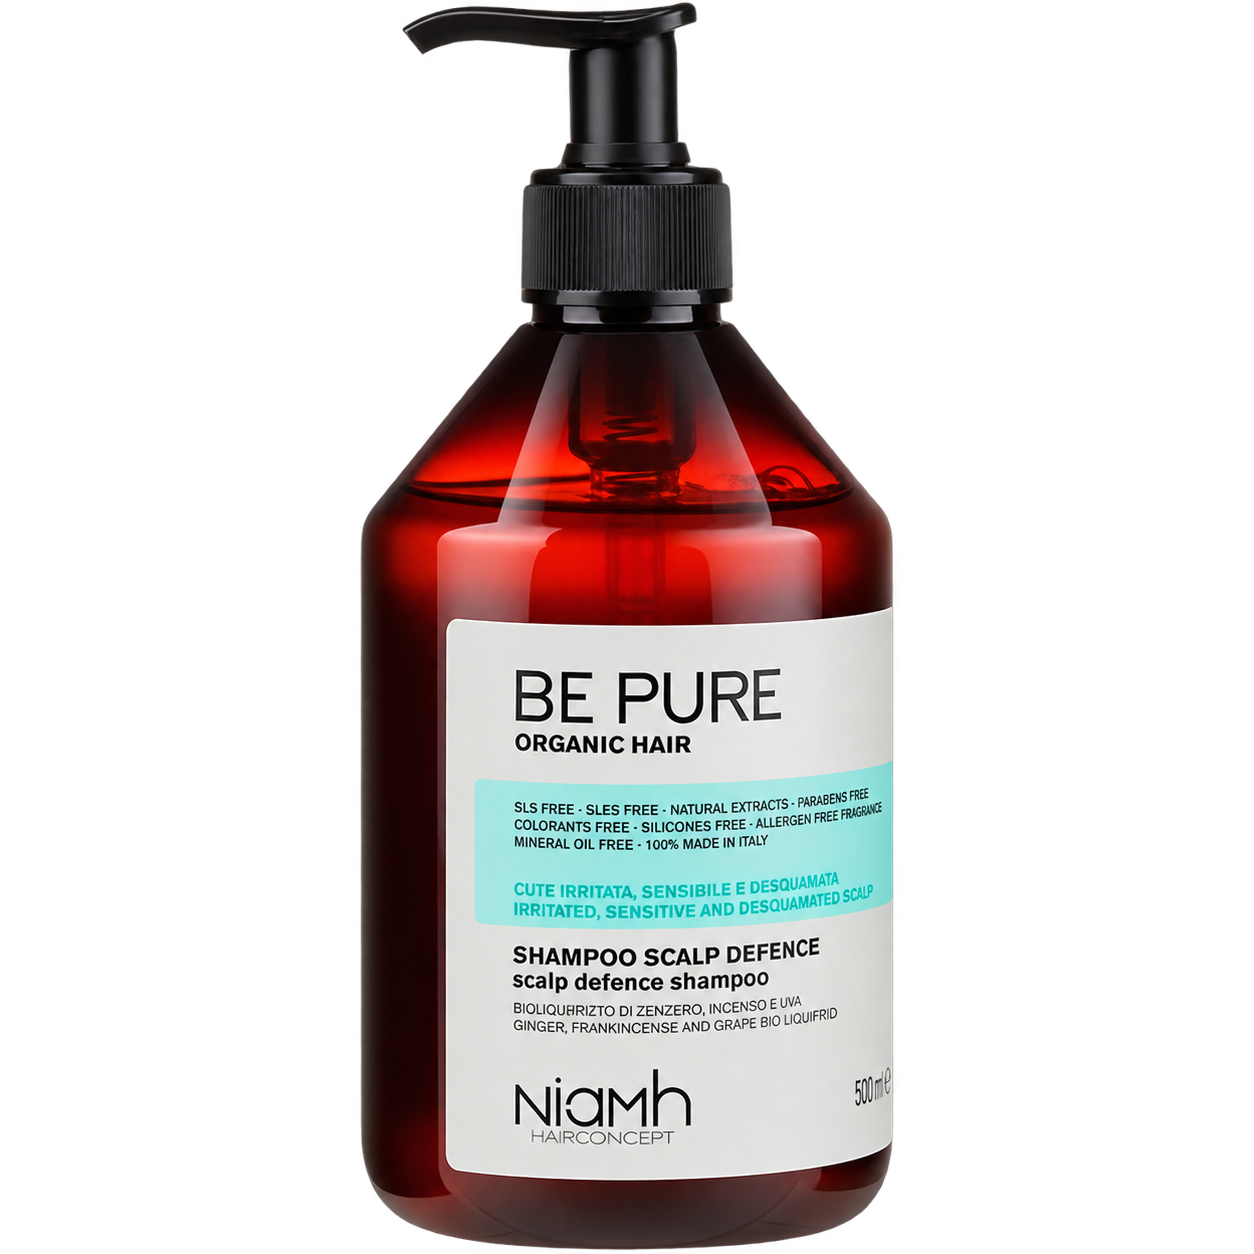 BE PURE
ORGANIC HAIR
SLS FREE - SLES FREE - NATURAL EXTRACTS - PARABENS FREE
COLORANTS FREE - SILICONES FREE - ALLERGEN FREE FRAGRANCE
MINERAL OIL FREE - 100% MADE IN ITALY
CUTE IRRITATA, SENSIBILE E DESQUAMATA
IRRITATED, SENSITIVE AND DESQUAMATED SCALP
SHAMPOO SCALP DEFENCE
scalp defence shampoo
DI ZENZERO, INCENSO E UVA
GINGER, FRANKINCENSE AND GRAPE BIO LIQUIFRID
500 ml e
Niamh
HAIRCONCEPT